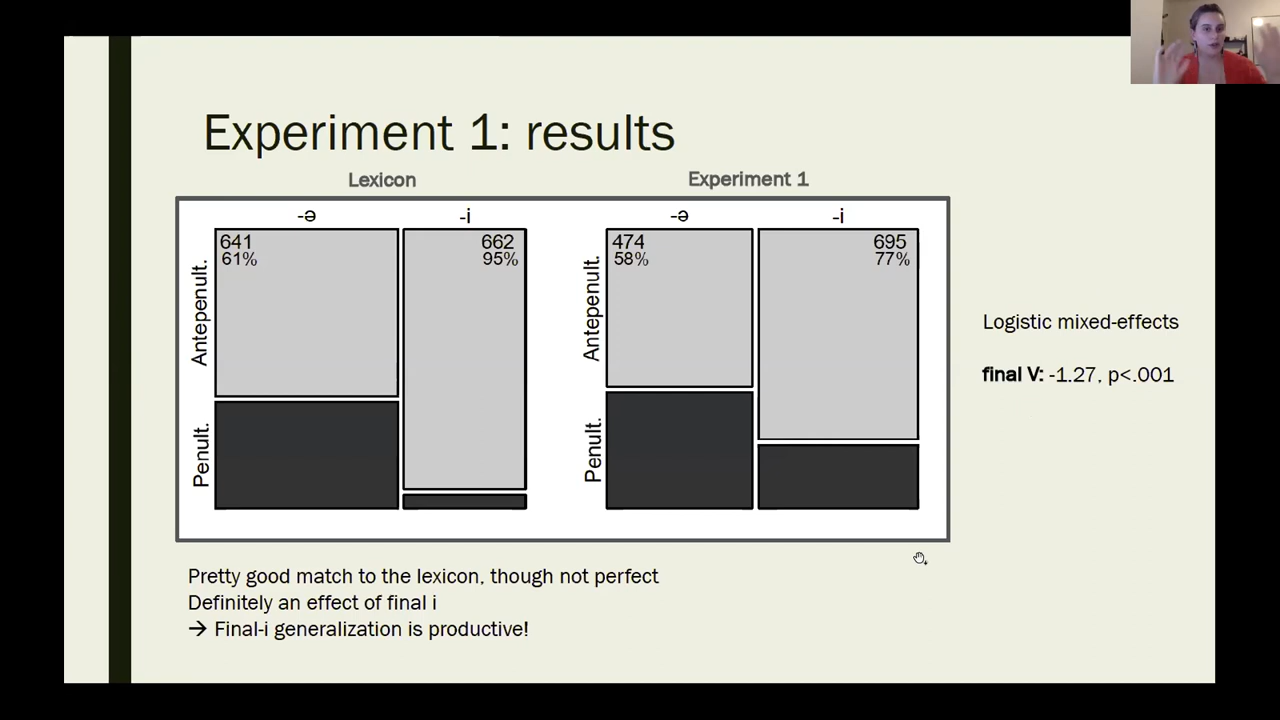 Experiment 1: results
Lexicon
Experiment 1
-ə
-i
-ə
-i
641
61%
662
95%
474
58%
695
77%
Antepenult.
Penult.
Antepenult.
Penult.
Logistic mixed-effects
final V: -1.27, p<.001
Pretty good match to the lexicon, though not perfect
Definitely an effect of final i
→ Final-i generalization is productive!